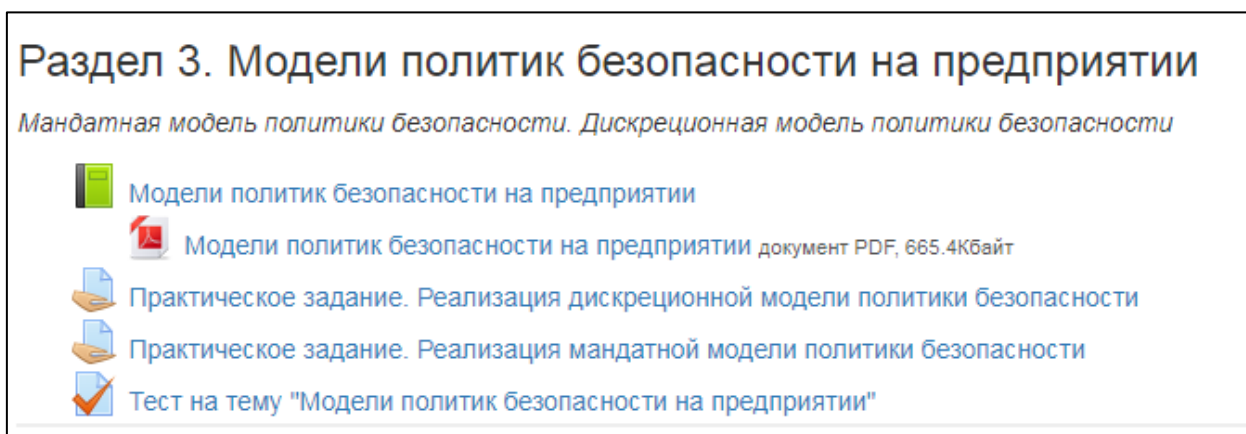 Раздел 3. Модели политик безопасности на предприятии
Мандатная модель политики безопасности. Дискреционная модель политики безопасности
Модели политик безопасности на предприятии
Модели политик безопасности на предприятии документ PDF, 665.4Кбайт
Практическое задание. Реализация дискреционной модели политики безопасности
Практическое задание. Реализация мандатной модели политики безопасности
Тест на тему "Модели политик безопасности на предприятии"